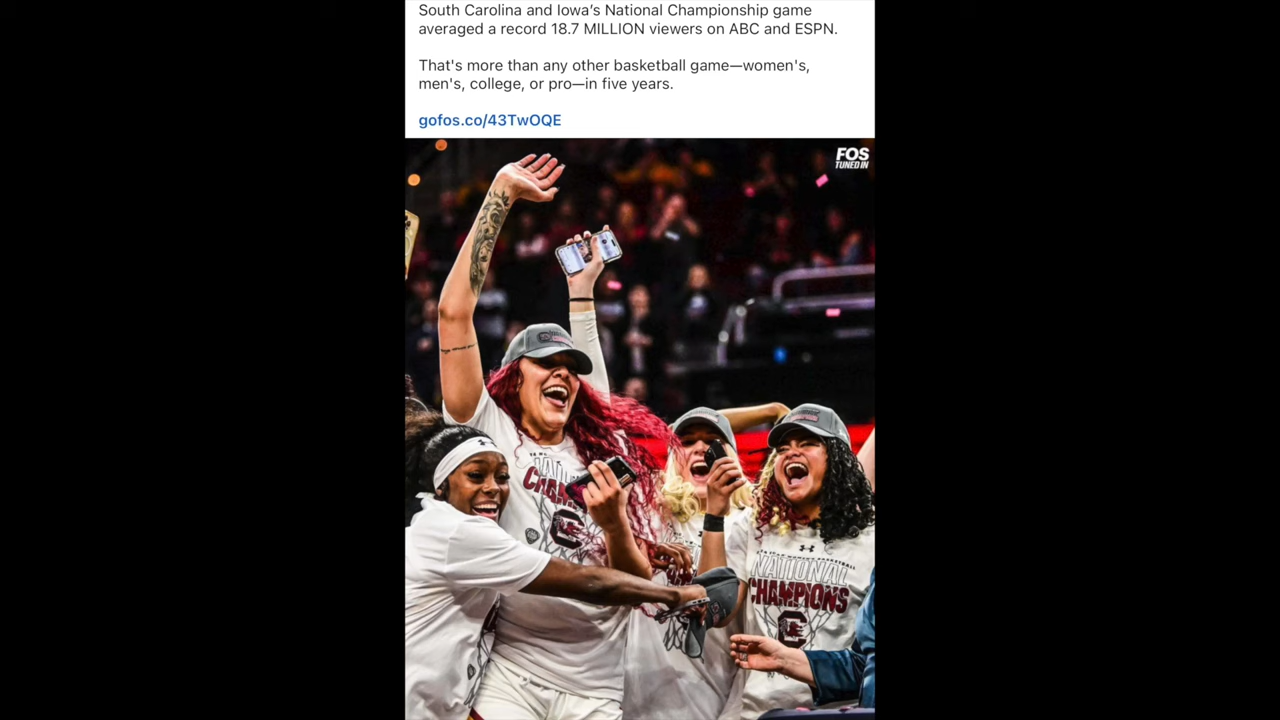 South Carolina and Iowa's National Championship game
averaged a record 18.7 MILLION viewers on ABC and ESPN.
That's more than any other basketball game—women's,
men's, college, or pro—in five years.
gofos.co/43TwOQE
FOS
TUNED IN
NATIONAL
CHAMPIONS
C